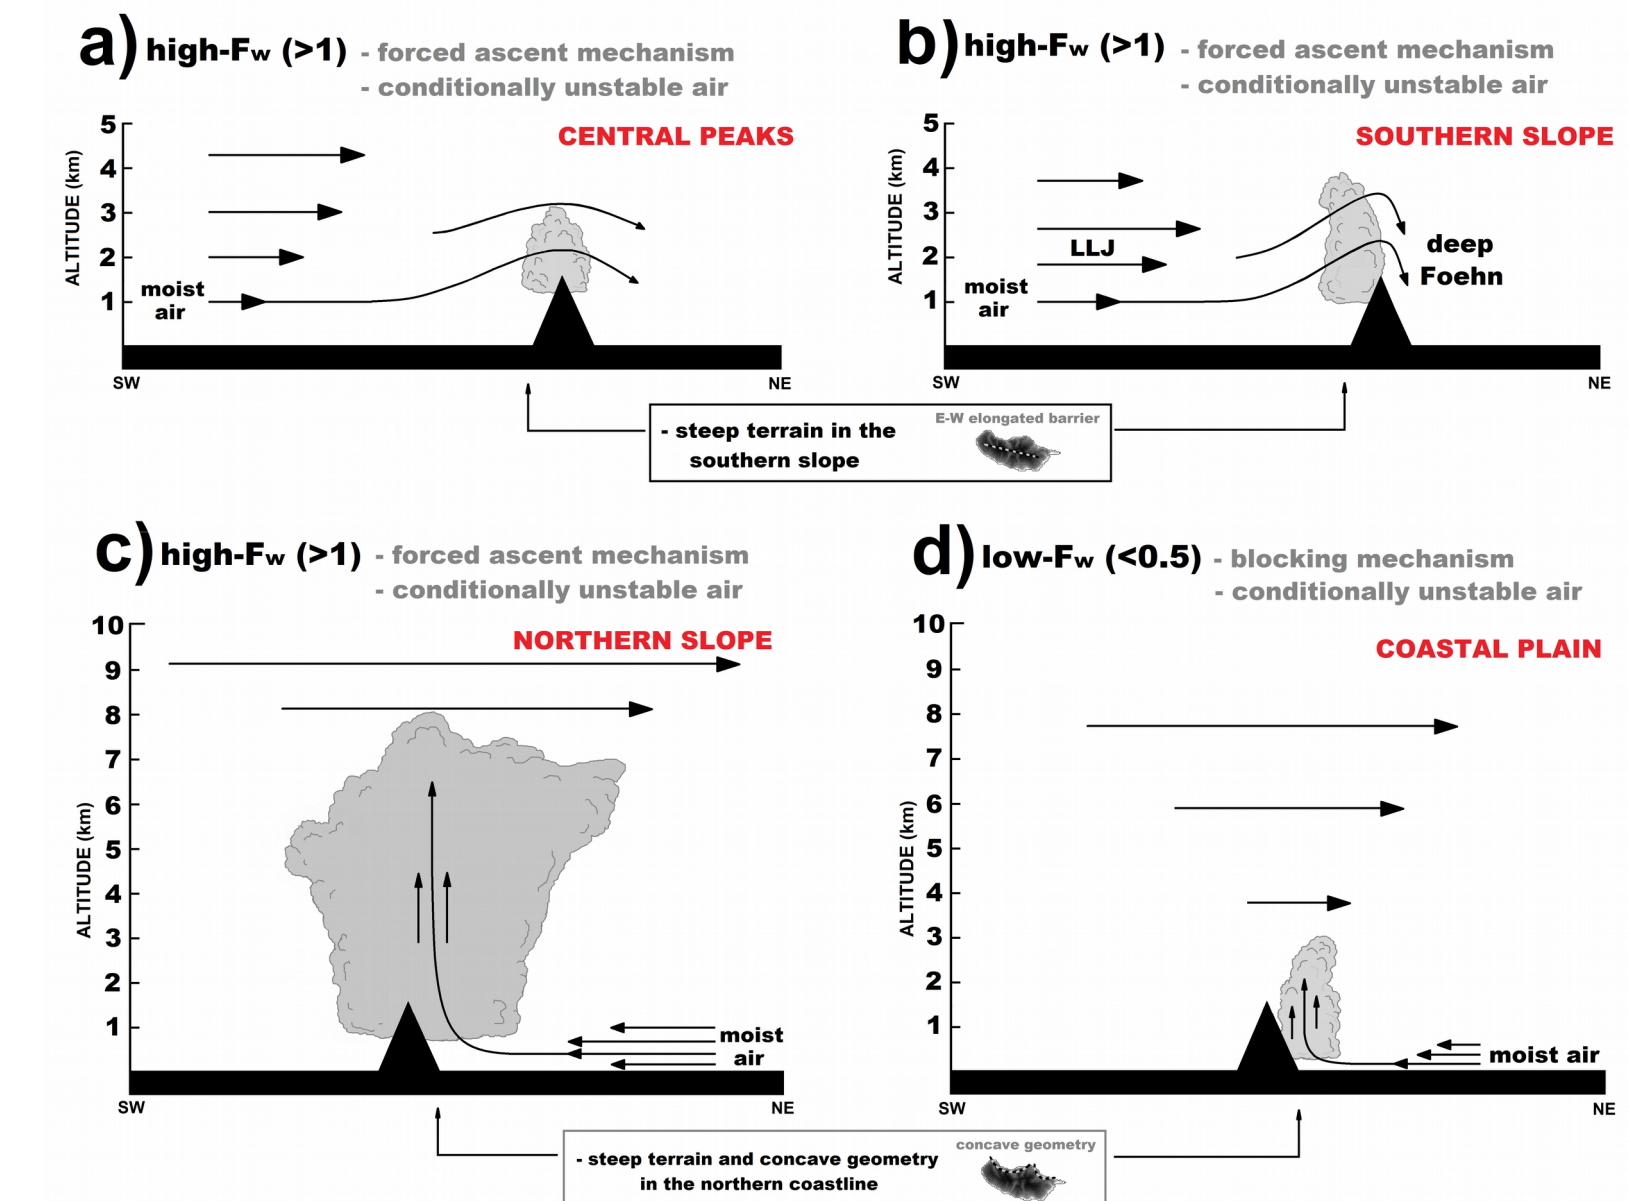 a) high-Fw (>1) - forced ascent mechanism
- conditionally unstable air
CENTRAL PEAKS
ALTITUDE (km)
5
4
3
2
1
moist
air
SW
NE
b) high-Fw (>1) - forced ascent mechanism
- conditionally unstable air
SOUTHERN SLOPE
ALTITUDE (km)
5
4
3
2
1
LLJ
moist
air
deep
Foehn
SW
NE
E-W elongated barrier
- steep terrain in the
southern slope
c) high-Fw (>1) - forced ascent mechanism
- conditionally unstable air
NORTHERN SLOPE
ALTITUDE (km)
10
9
8
7
6
5
4
3
2
1
moist
air
SW
NE
d) low-Fw (<0.5) - blocking mechanism
- conditionally unstable air
COASTAL PLAIN
ALTITUDE (km)
10
9
8
7
6
5
4
3
2
1
moist air
SW
NE
concave geometry
- steep terrain and concave geometry
in the northern coastline